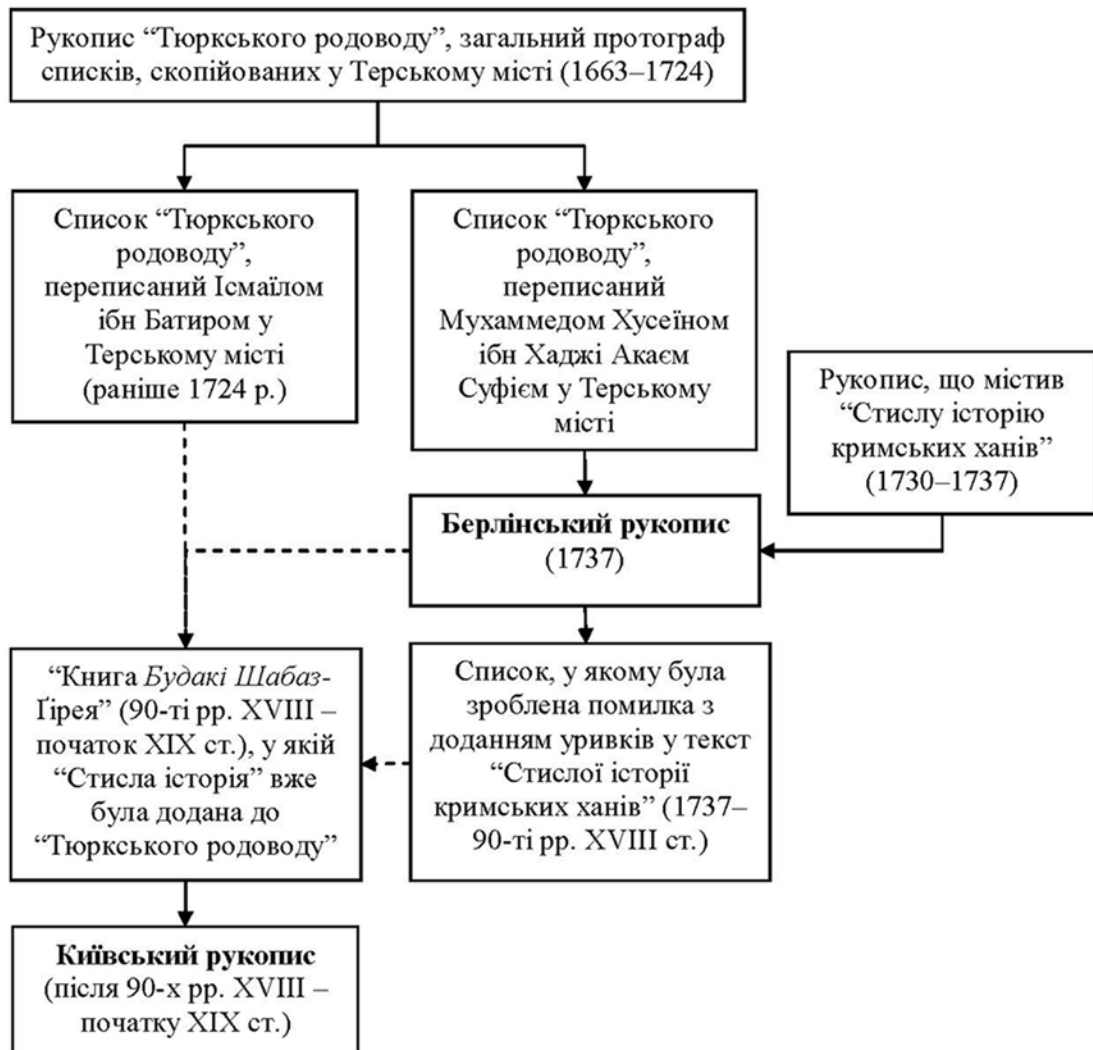 Рукопис “Тюркського родоводу”, загальний протограф
списків, скопійованих у Терському місті (1663–1724)
Список “Тюркського
родоводу”,
переписаний Ісмаїлом
ібн Батиром у
Терському місті
(раніше 1724 р.)
Список “Тюркського
родоводу”,
переписаний
Мухаммедом Хусеїном
ібн Хаджі Акаєм
Суфієм у Терському
місті
Рукопис, що містив
“Стислу історію
кримських ханів”
(1730–1737)
Берлінський рукопис
(1737)
“Книга Будакі Шабаз-
Ґірея” (90-ті рр. XVIII –
початок XIX ст.), у якій
“Стисла історія” вже
була додана до
“Тюркського родоводу”
Список, у якому була
зроблена помилка з
доданням уривків у текст
“Стислої історії
кримських ханів” (1737–
90-ті рр. XVIII ст.)
Київський рукопис
(після 90-х рр. XVIII –
початку XIX ст.)